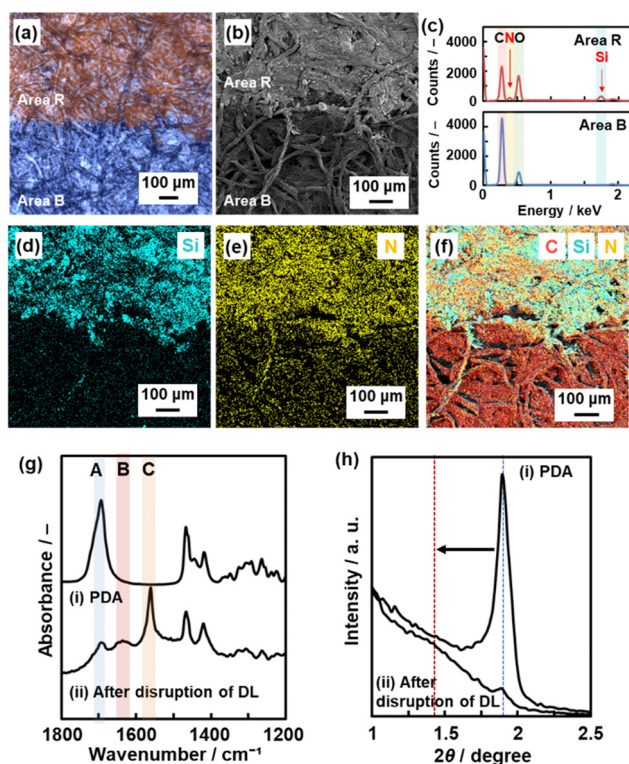 (a)
Area R
Area B
100 μm
(b)
Area R
Area B
100 μm
(c)
C N O
Area R
Si
4000
2000
0
Counts / –
Area B
4000
2000
0
Counts / –
0 1 2
Energy / keV
(d)
Si
100 μm
(e)
N
100 μm
(f)
C Si N
100 μm
(g)
A B C
Absorbance / –
(i) PDA
(ii) After disruption of DL
1800 1600 1400 1200
Wavenumber / cm⁻¹
(h)
(i) PDA
Intensity / a. u.
(ii) After
disruption of DL
1 1.5 2 2.5
2θ / degree